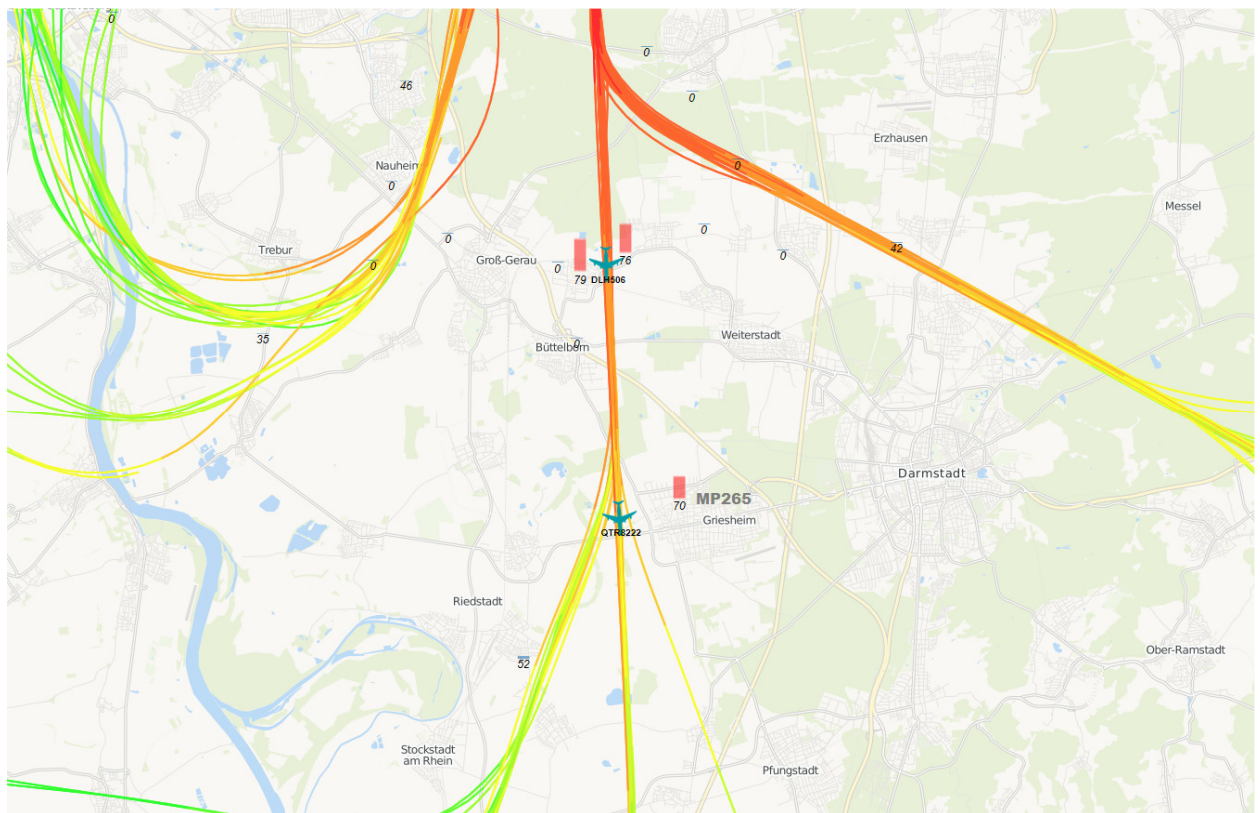 0
0
46
0
Erzhausen
Nauheim
0
0
Messel
0
0
42
Trebur
Groß-Gerau
0
0
0
79
DLH506
76
35
Büttelborn
0
Weiterstadt
Darmstadt
70
MP265
Griesheim
QTR8222
Riedstadt
52
Ober-Ramstadt
Stockstadt
am Rhein
Pfungstadt